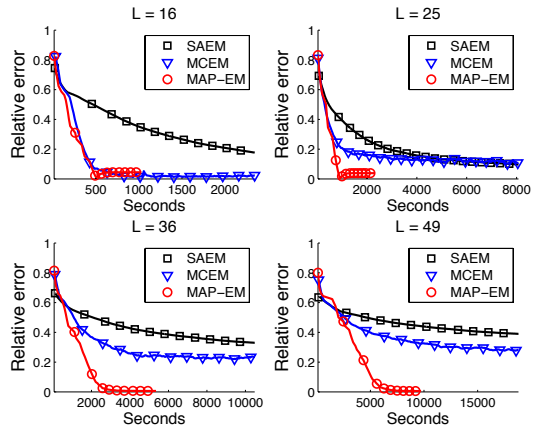 L = 16
1
0.8
0.6
0.4
0.2
0
Relative error
SAEM
MCEM
MAP−EM
500 1000 1500 2000
Seconds
L = 25
1
0.8
0.6
0.4
0.2
0
Relative error
SAEM
MCEM
MAP−EM
2000 4000 6000 8000
Seconds
L = 36
1
0.8
0.6
0.4
0.2
0
Relative error
SAEM
MCEM
MAP−EM
2000 4000 6000 8000 10000
Seconds
L = 49
1
0.8
0.6
0.4
0.2
0
Relative error
SAEM
MCEM
MAP−EM
5000 10000 15000
Seconds